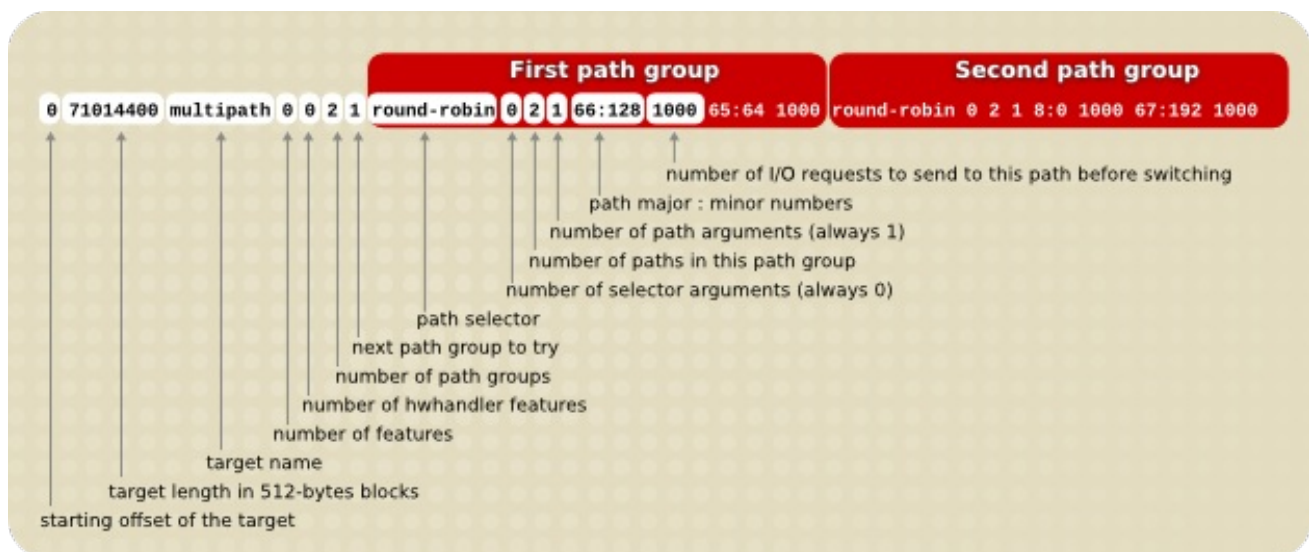 First path group Second path group
0 71014400 multipath 0 0 2 1 round-robin 0 2 1 66:128 1000 65:64 1000 round-robin 0 2 1 8:0 1000 67:192 1000
number of I/O requests to send to this path before switching
path major : minor numbers
number of path arguments (always 1)
number of paths in this path group
number of selector arguments (always 0)
path selector
next path group to try
number of path groups
number of hwhandler features
number of features
target name
target length in 512-bytes blocks
starting offset of the target